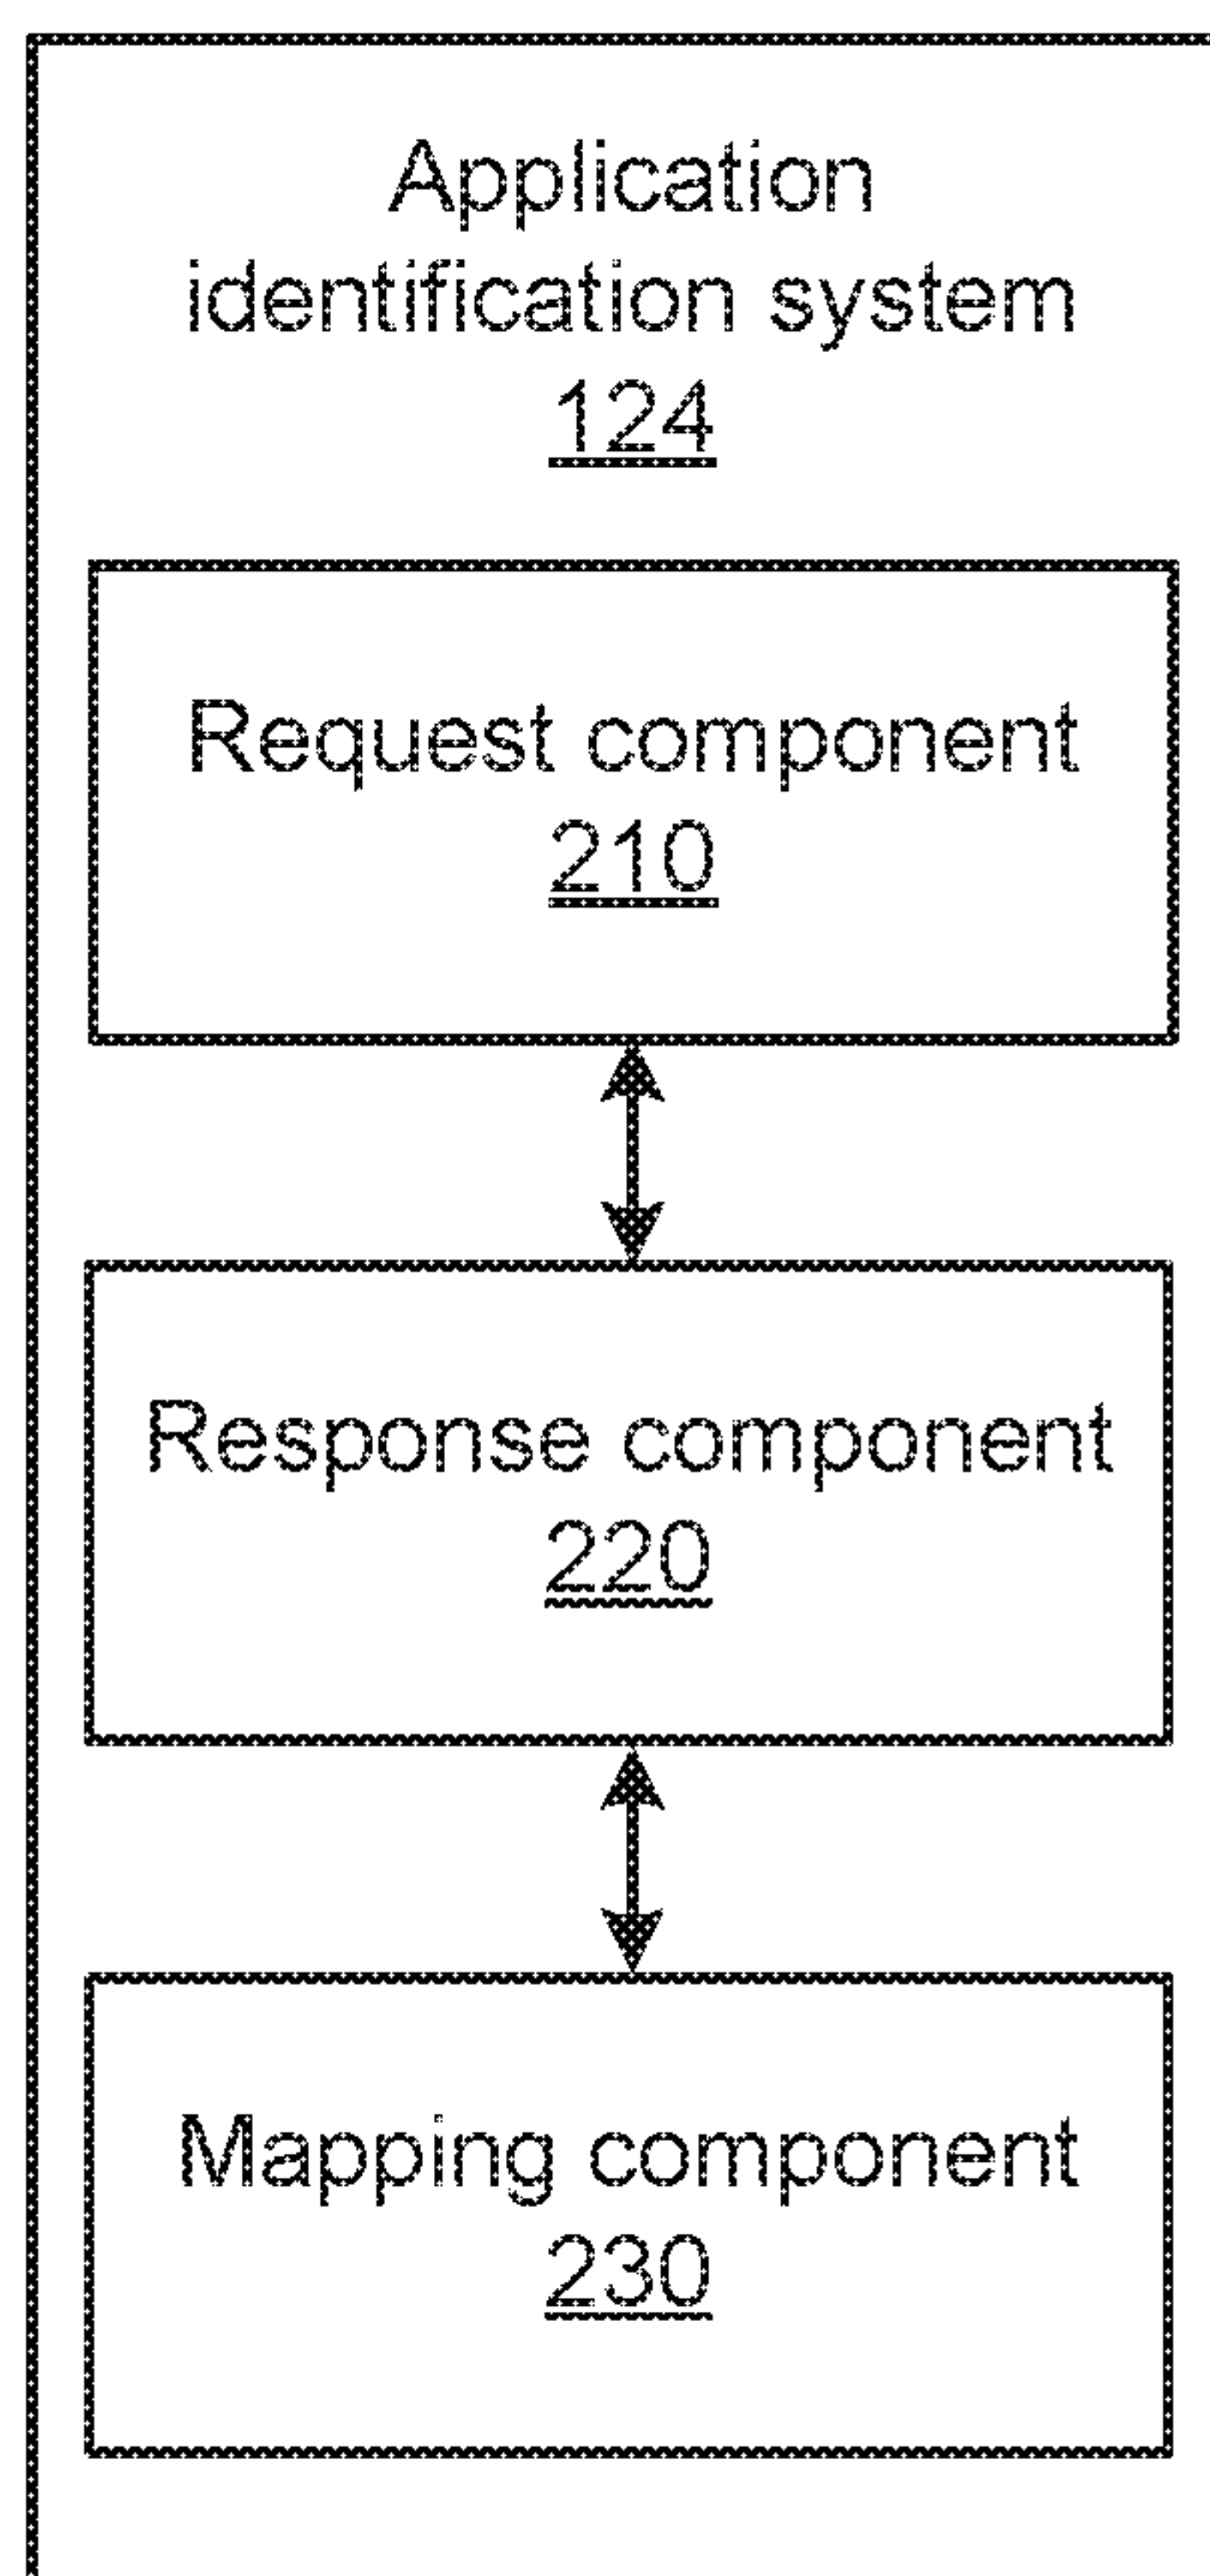 Application
identification system
124
Request component
210
Response component
220
Mapping component
230